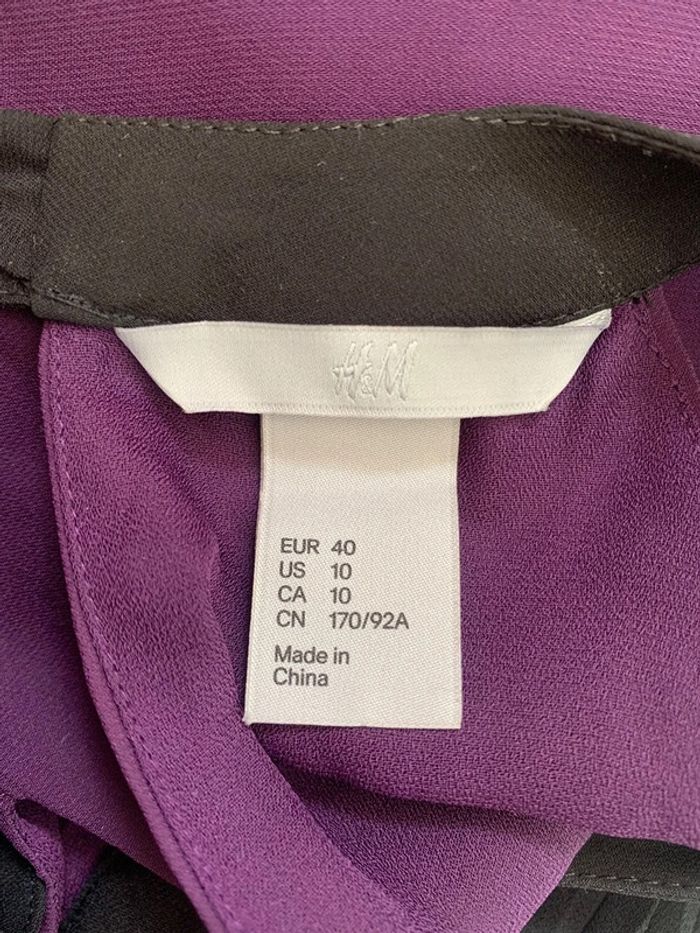 H&M
EUR 40
US 10
CA 10
CN 170/92A
Made in
China